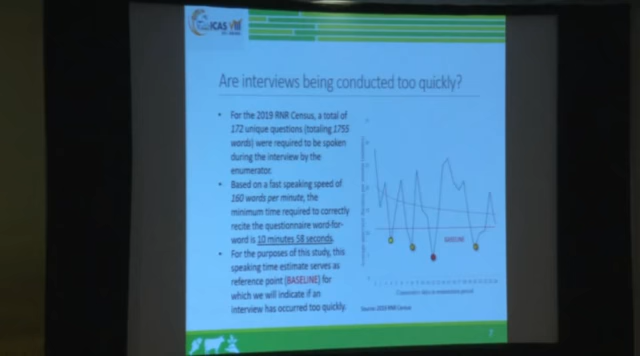 ICAS VIII
Are interviews being conducted too quickly?
• For the 2019 RNR Census, a total of
172 unique questions (totaling 1755
words) were required to be spoken
during the interview by the
enumerator.
• Based on a fast speaking speed of
160 words per minute, the
minimum time required to correctly
recite the questionnaire word-for-
word is 10 minutes 58 seconds.
• For the purposes of this study, this
speaking time estimate serves as
reference point (BASELINE) for
which we will indicate if an
interview has occurred too quickly.
BASELINE
Source: 2019 RNR Census
7